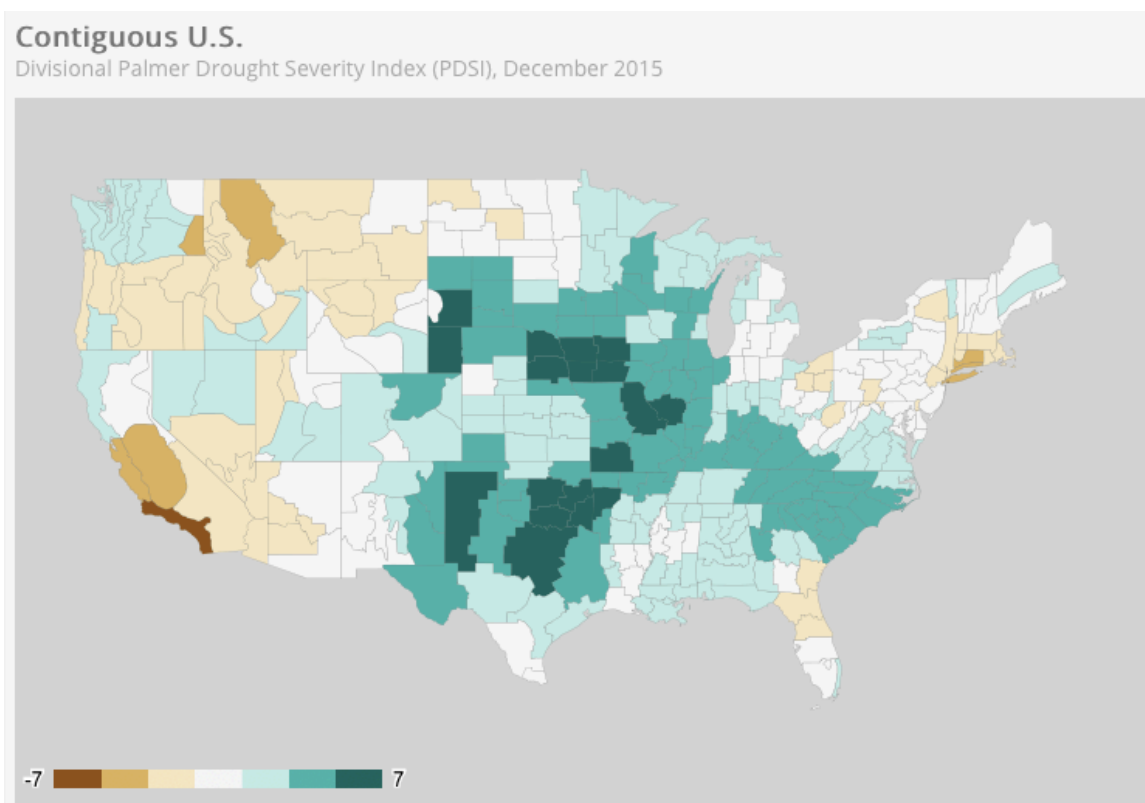 Contiguous U.S.
Divisional Palmer Drought Severity Index (PDSI), December 2015
-7 7